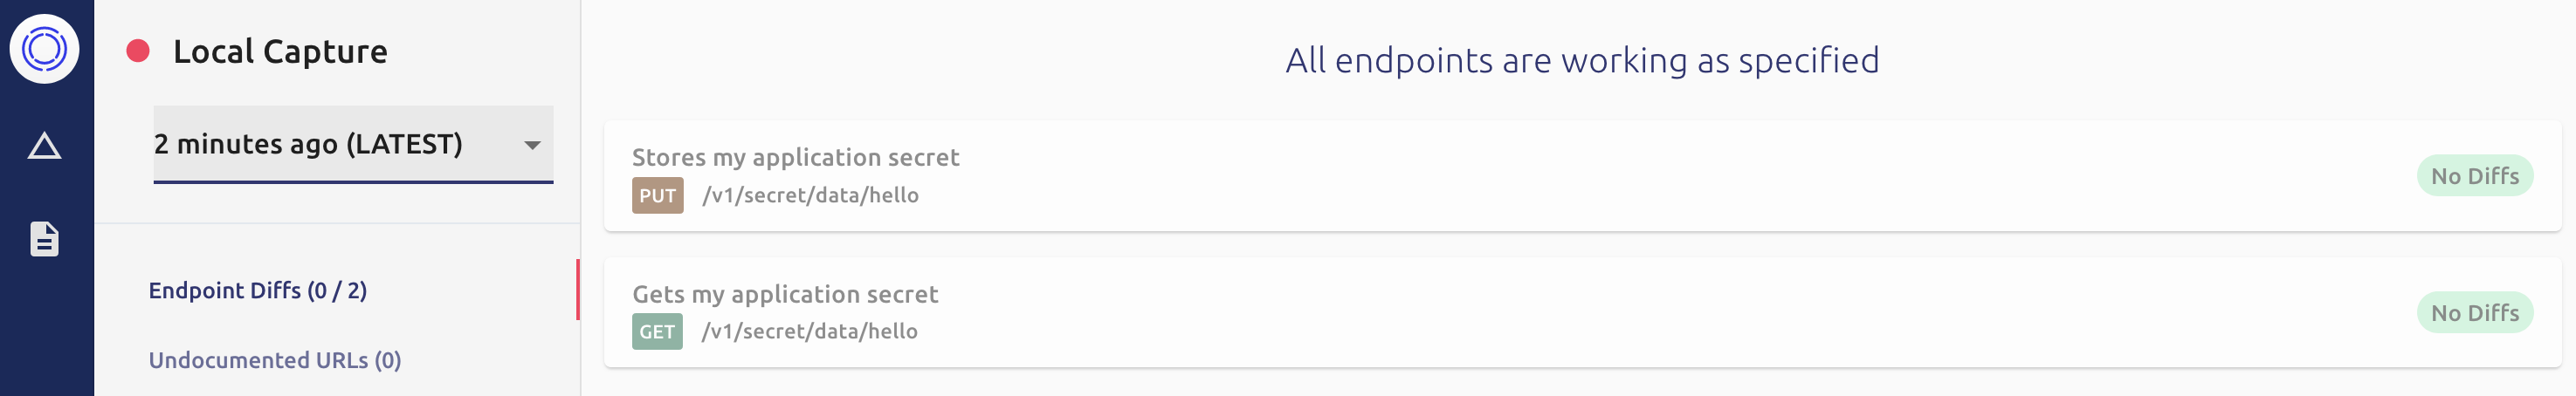 Local Capture
2 minutes ago (LATEST)
Endpoint Diffs (0 / 2)
Undocumented URLs (0)
All endpoints are working as specified
Stores my application secret
PUT /v1/secret/data/hello
No Diffs
Gets my application secret
GET /v1/secret/data/hello
No Diffs